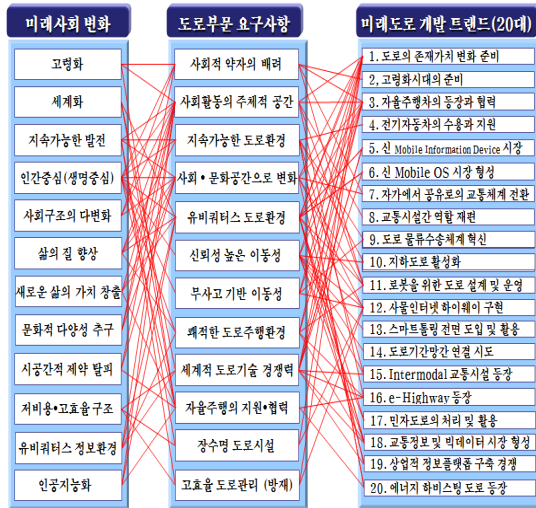 미래사회 변화
고령화
세계화
지속가능한 발전
인간중심(생명중심)
사회구조의 다변화
삶의 질 향상
새로운 삶의 가치 창출
문화적 다양성 추구
시공간적 제약 탈피
저비용•고효율 구조
유비쿼터스 정보환경
인공지능화
도로부문 요구사항
사회적 약자의 배려
사회활동의 주체적 공간
지속가능한 도로환경
사회•문화공간으로 변화
유비쿼터스 도로환경
신뢰성 높은 이동성
무사고 기반 이동성
쾌적한 도로주행환경
세계적 도로기술 경쟁력
자율주행의 지원•협력
장수명 도로시설
고효율 도로관리 (방재)
미래도로 개발 트렌드(20대)
1. 도로의 존재가치 변화 준비
2. 고령화시대의 준비
3. 자율주행차의 등장과 협력
4. 전기자동차의 수용과 지원
5. 신 Mobile Information Device 시장
6. 신 Mobile OS 시장 형성
7. 자가에서 공유로의 교통체계 전환
8. 교통시설간 역할 재편
9. 도로 물류수송체계 혁신
10. 지하도로 활성화
11. 로봇을 위한 도로 설계 및 운영
12. 사물인터넷 하이웨이 구현
13. 스마트톨링 전면 도입 및 활용
14. 도로기간망간 연결 시도
15. Intermodal 교통시설 등장
16. e-Highway 등장
17. 민자도로의 처리 및 활용
18. 교통정보 및 빅데이터 시장 형성
19. 상업적 정보플랫폼 구축 경쟁
20. 에너지 하비스팅 도로 등장